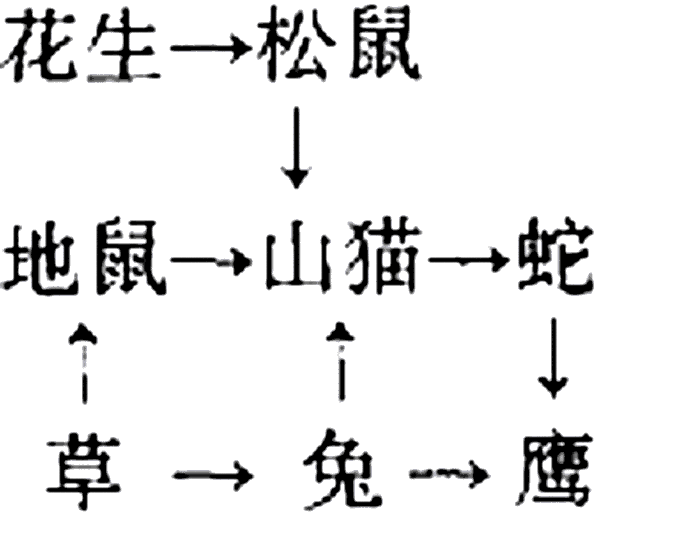 花生→松鼠
↓
地鼠→山猫→蛇
↑ ↑ ↓
草→兔→鹰